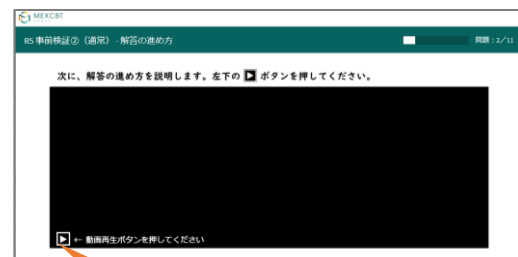 MEXCBT
R5 事前検証②（通常） - 解答の進め方
問題：2／11
次に、解答の進め方を説明します。左下の ▶ ボタンを押してください。
← 動画再生ボタンを押してください